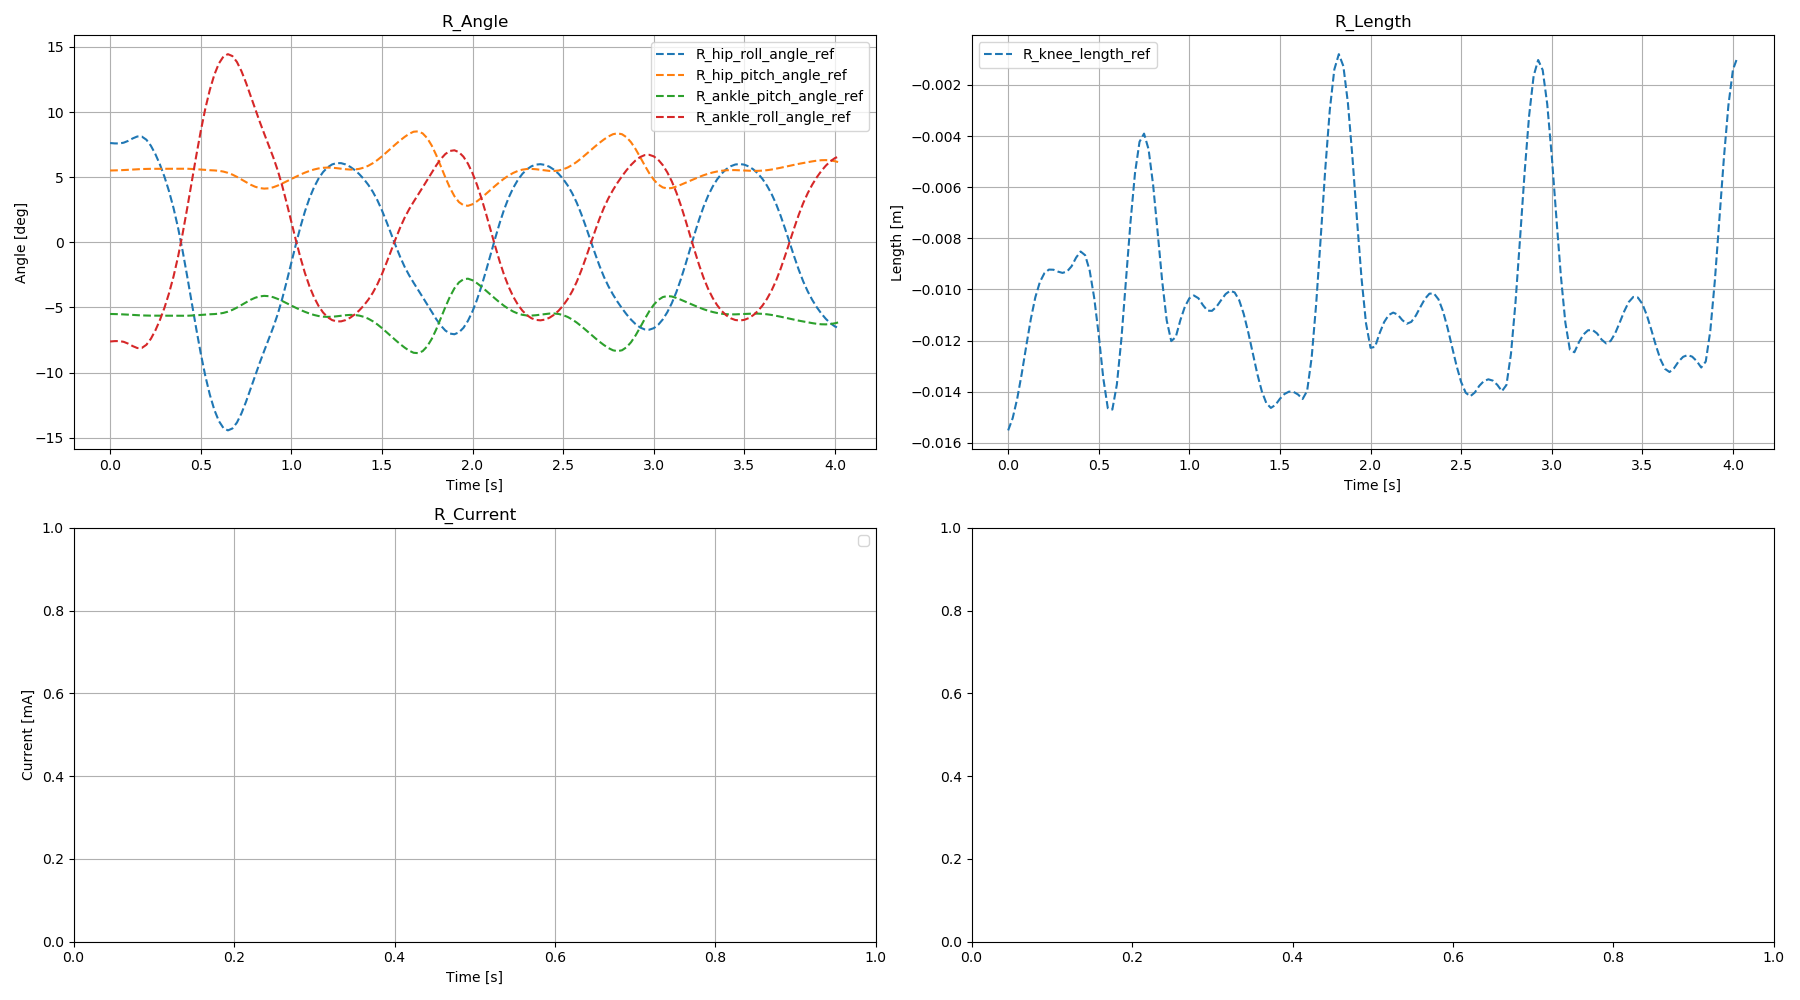 R_Angle
15
10
5
0
−5
−10
−15
Angle [deg]
R_hip_roll_angle_ref
R_hip_pitch_angle_ref
R_ankle_pitch_angle_ref
R_ankle_roll_angle_ref
0.0 0.5 1.0 1.5 2.0 2.5 3.0 3.5 4.0
Time [s]
R_Length
R_knee_length_ref
−0.002
−0.004
−0.006
−0.008
−0.010
−0.012
−0.014
−0.016
Length [m]
0.0 0.5 1.0 1.5 2.0 2.5 3.0 3.5 4.0
Time [s]
R_Current
1.0
0.8
0.6
0.4
0.2
0.0
Current [mA]
0.0 0.2 0.4 0.6 0.8 1.0
Time [s]
1.0
0.8
0.6
0.4
0.2
0.0
0.0 0.2 0.4 0.6 0.8 1.0